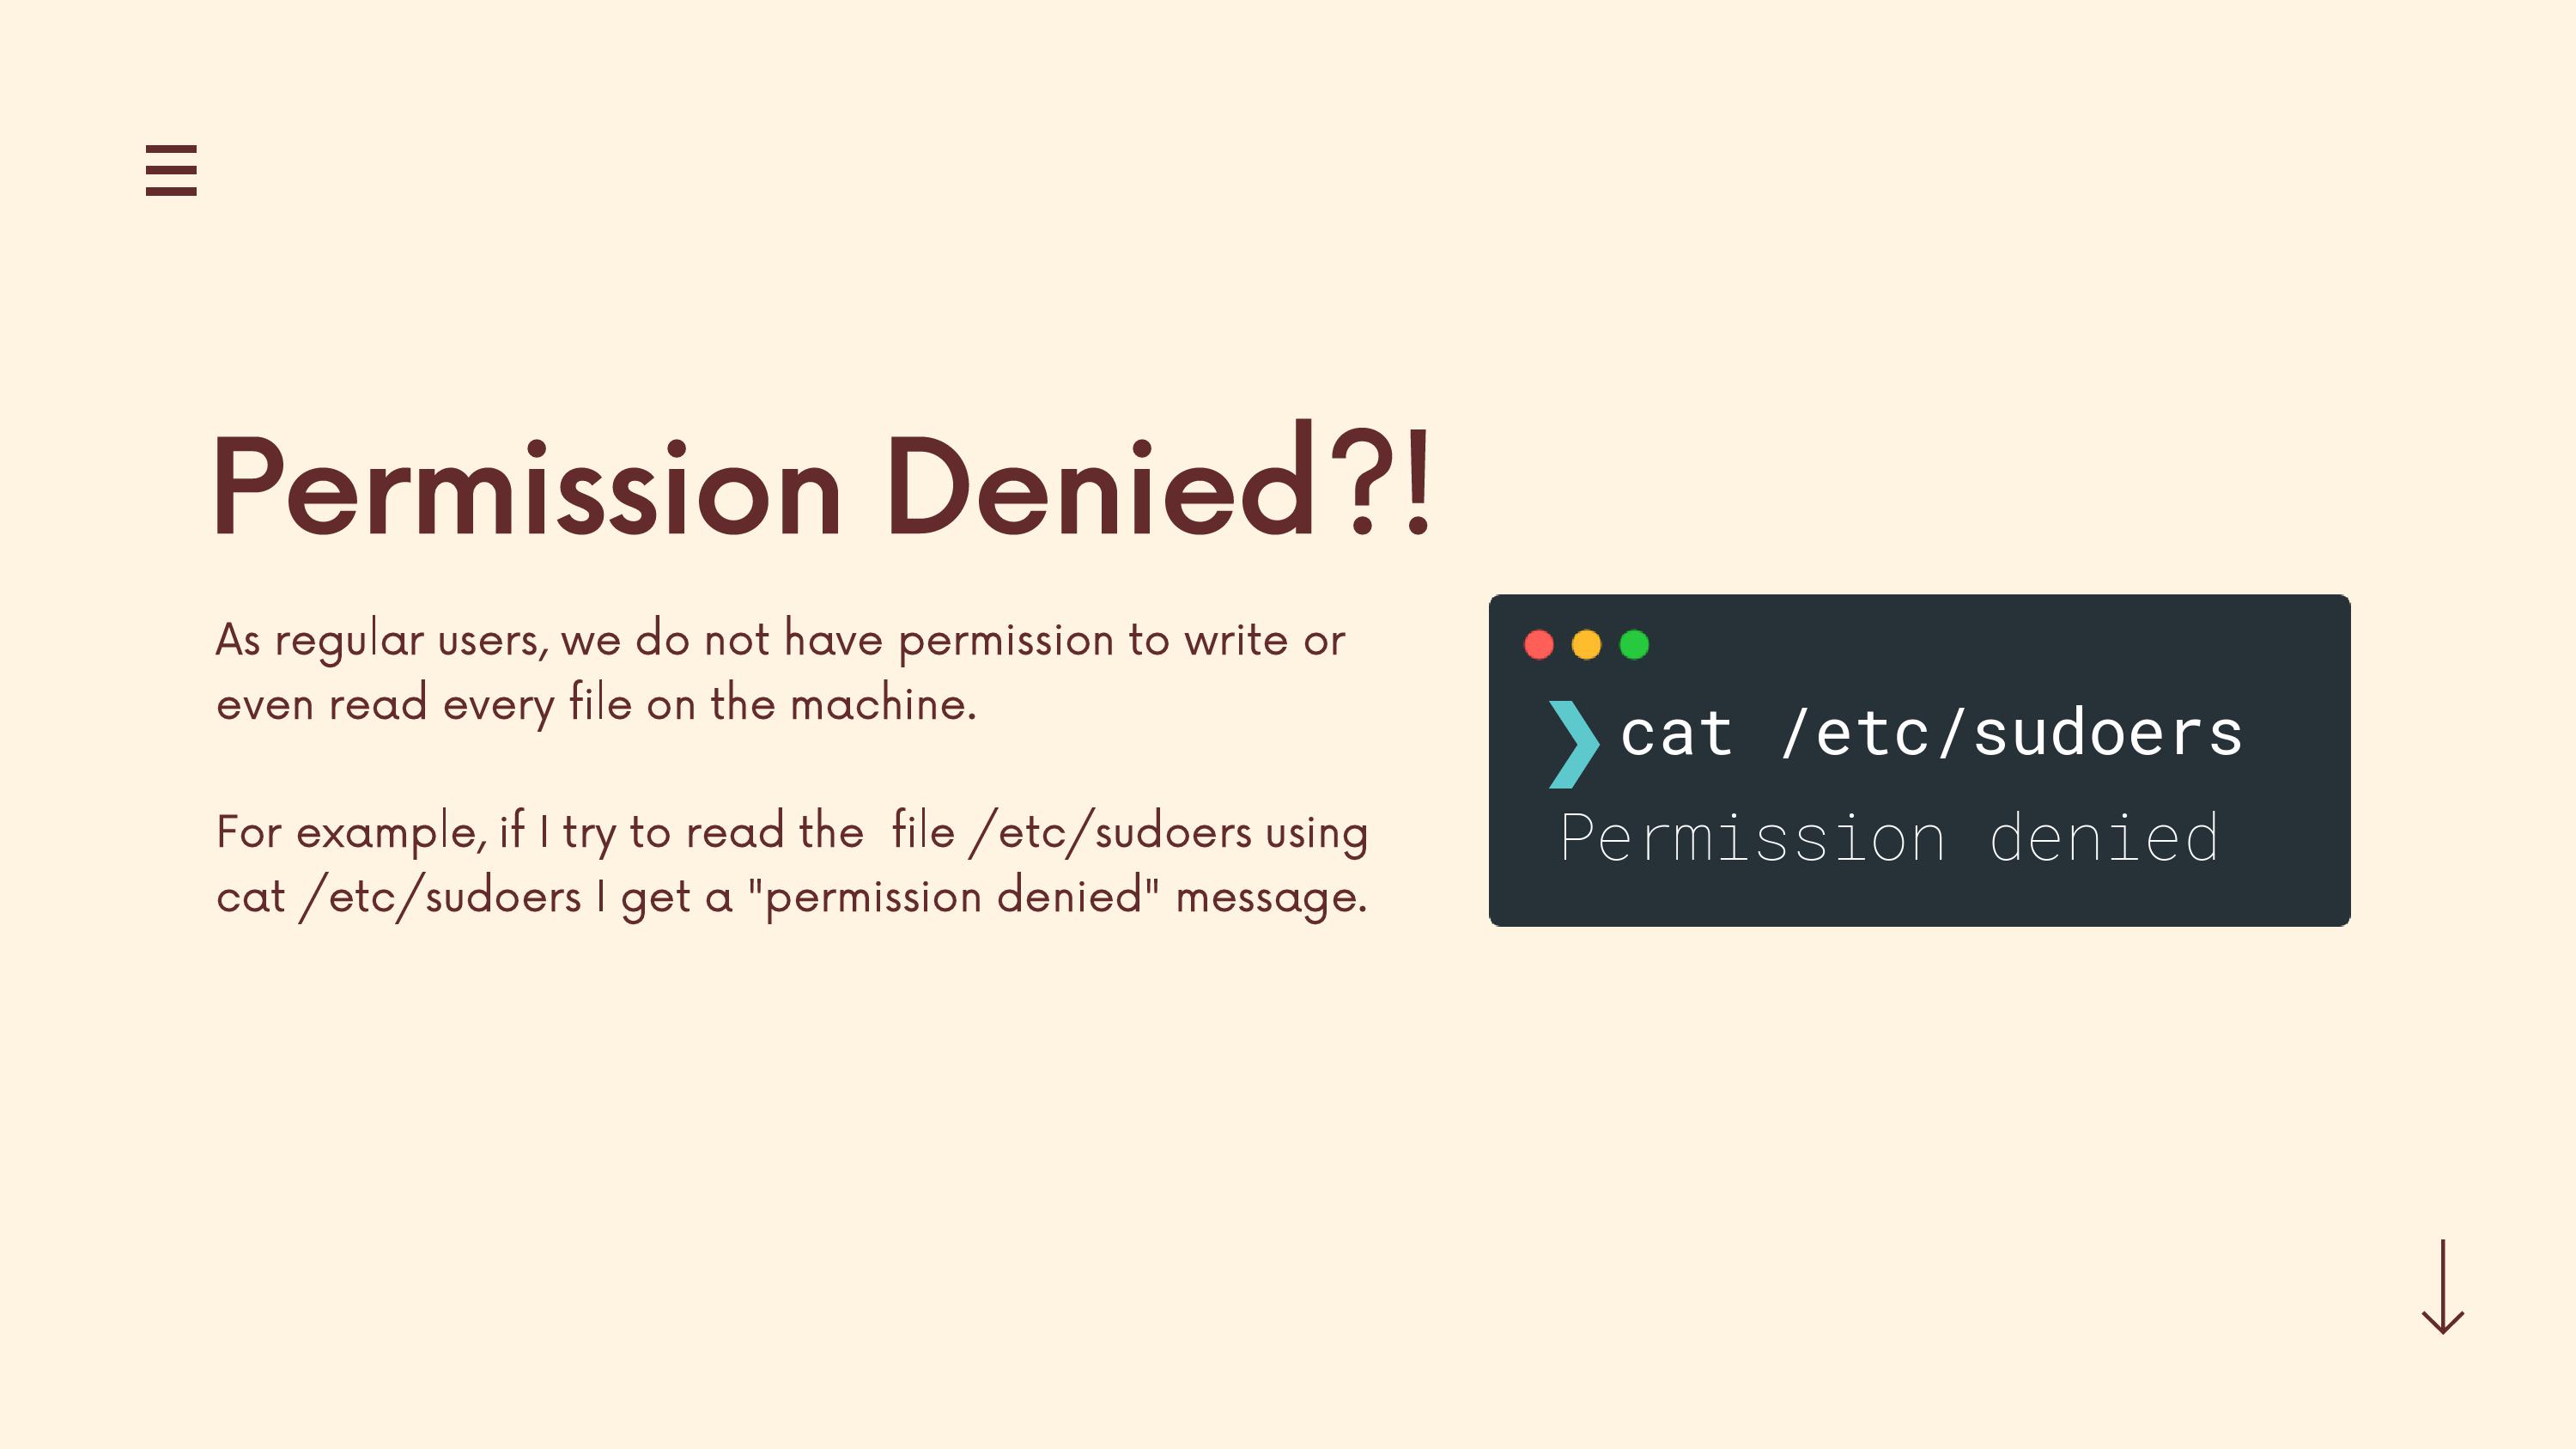 Permission Denied?!
As regular users, we do not have permission to write or
even read every file on the machine.
For example, if I try to read the  file /etc/sudoers using
cat /etc/sudoers I get a "permission denied" message.
❯ cat /etc/sudoers
Permission denied